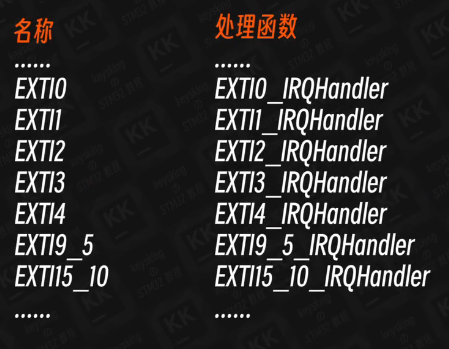 名称 处理函数
...... ......
EXTI0 EXTI0_IRQHandler
EXTI1 EXTI1_IRQHandler
EXTI2 EXTI2_IRQHandler
EXTI3 EXTI3_IRQHandler
EXTI4 EXTI4_IRQHandler
EXTI9_5 EXTI9_5_IRQHandler
EXTI15_10 EXTI15_10_IRQHandler
...... ......